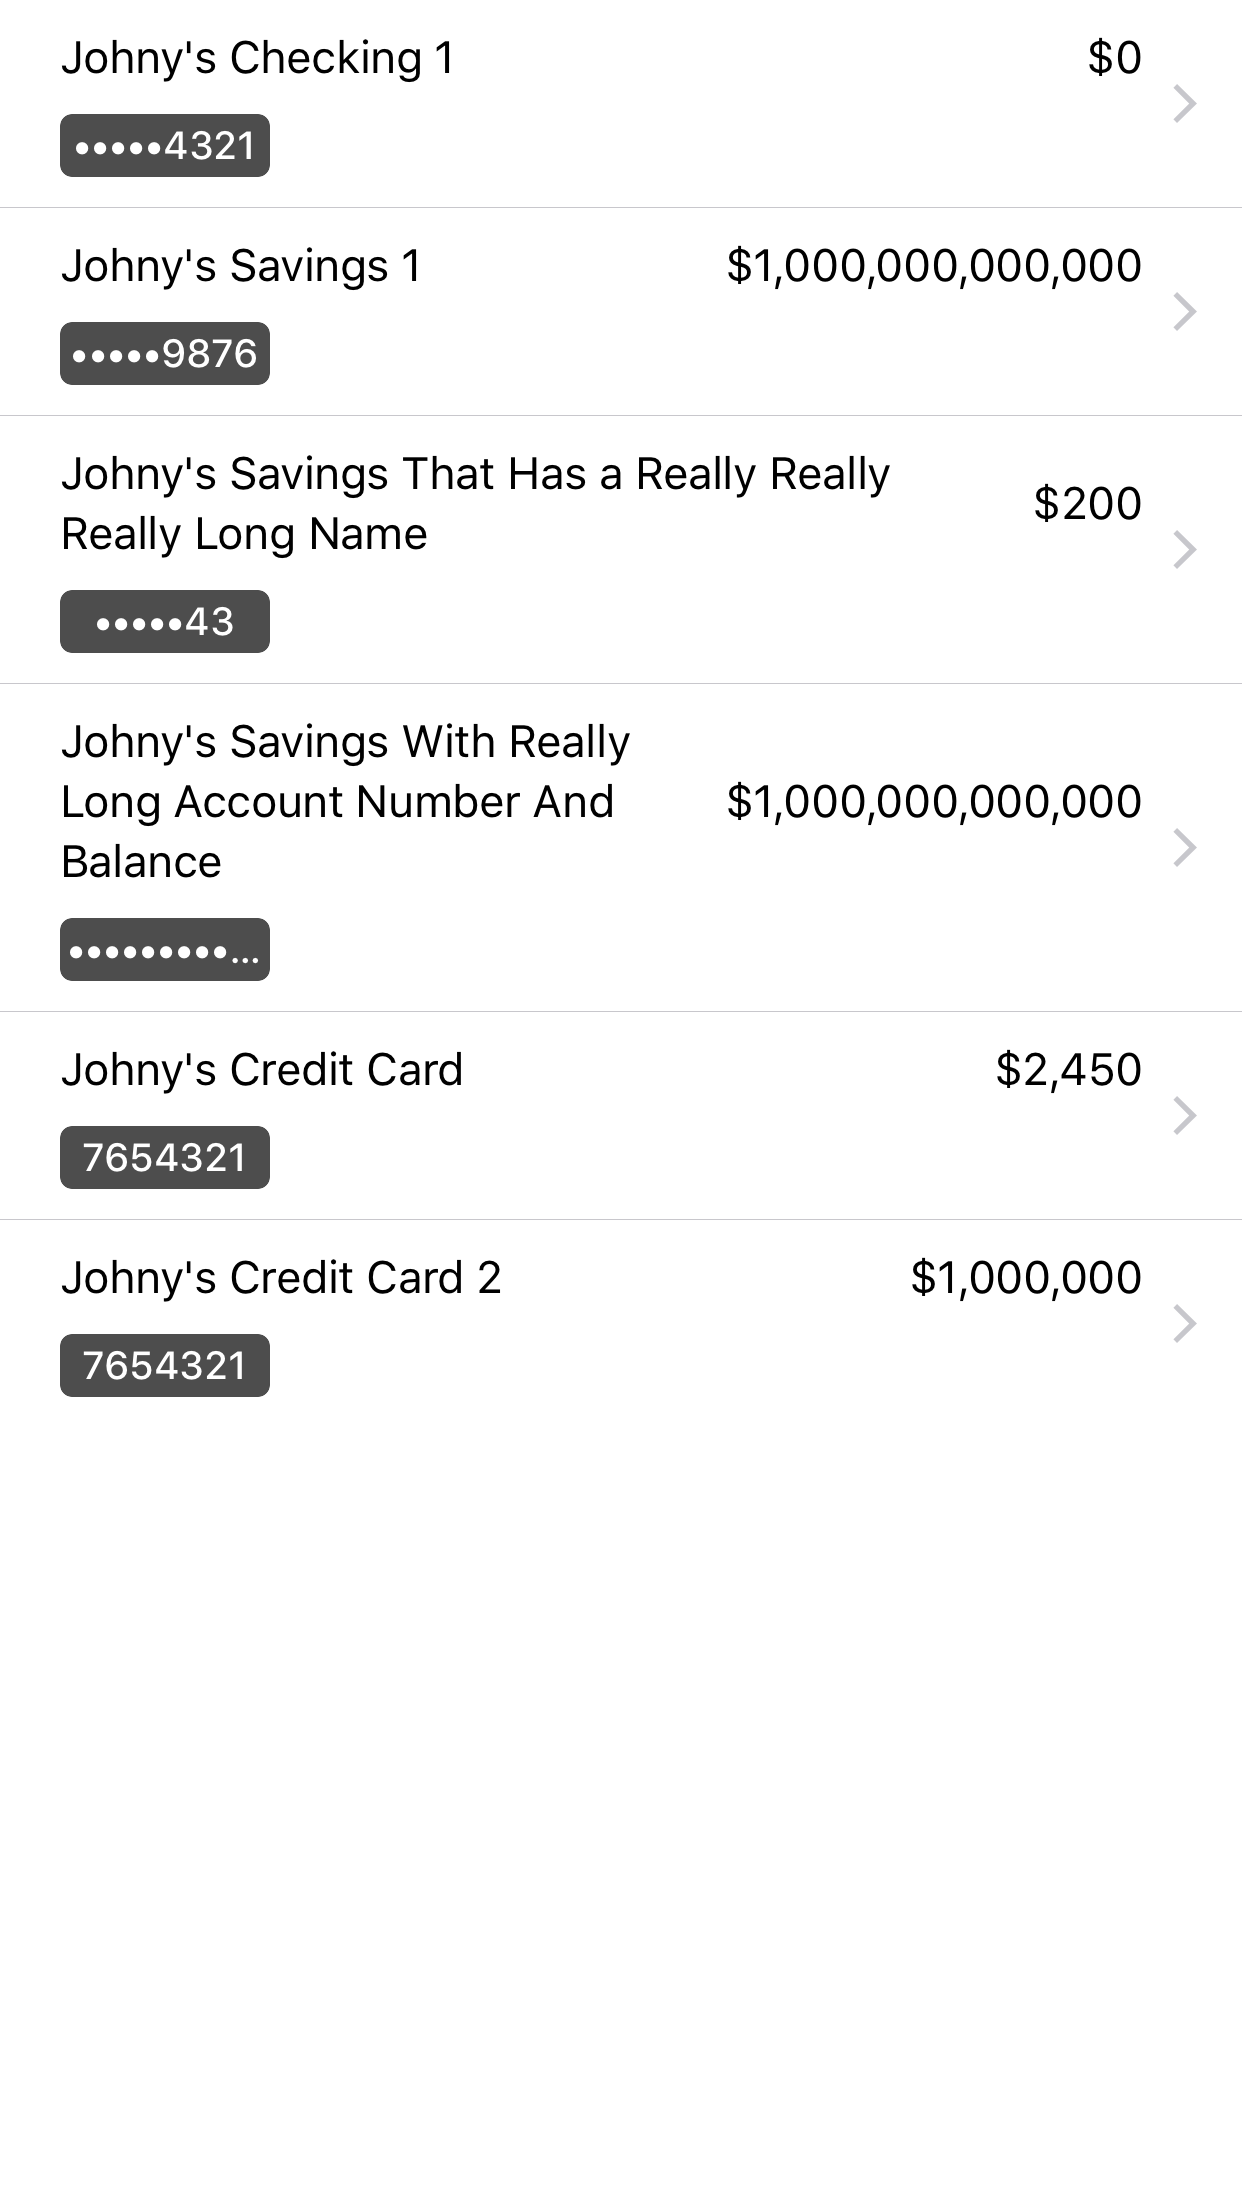 Johny's Checking 1 $0
•••••4321
Johny's Savings 1 $1,000,000,000,000
•••••9876
Johny's Savings That Has a Really Really
Really Long Name
$200
•••••43
Johny's Savings With Really
Long Account Number And
Balance
$1,000,000,000,000
•••••••••...
Johny's Credit Card $2,450
7654321
Johny's Credit Card 2 $1,000,000
7654321